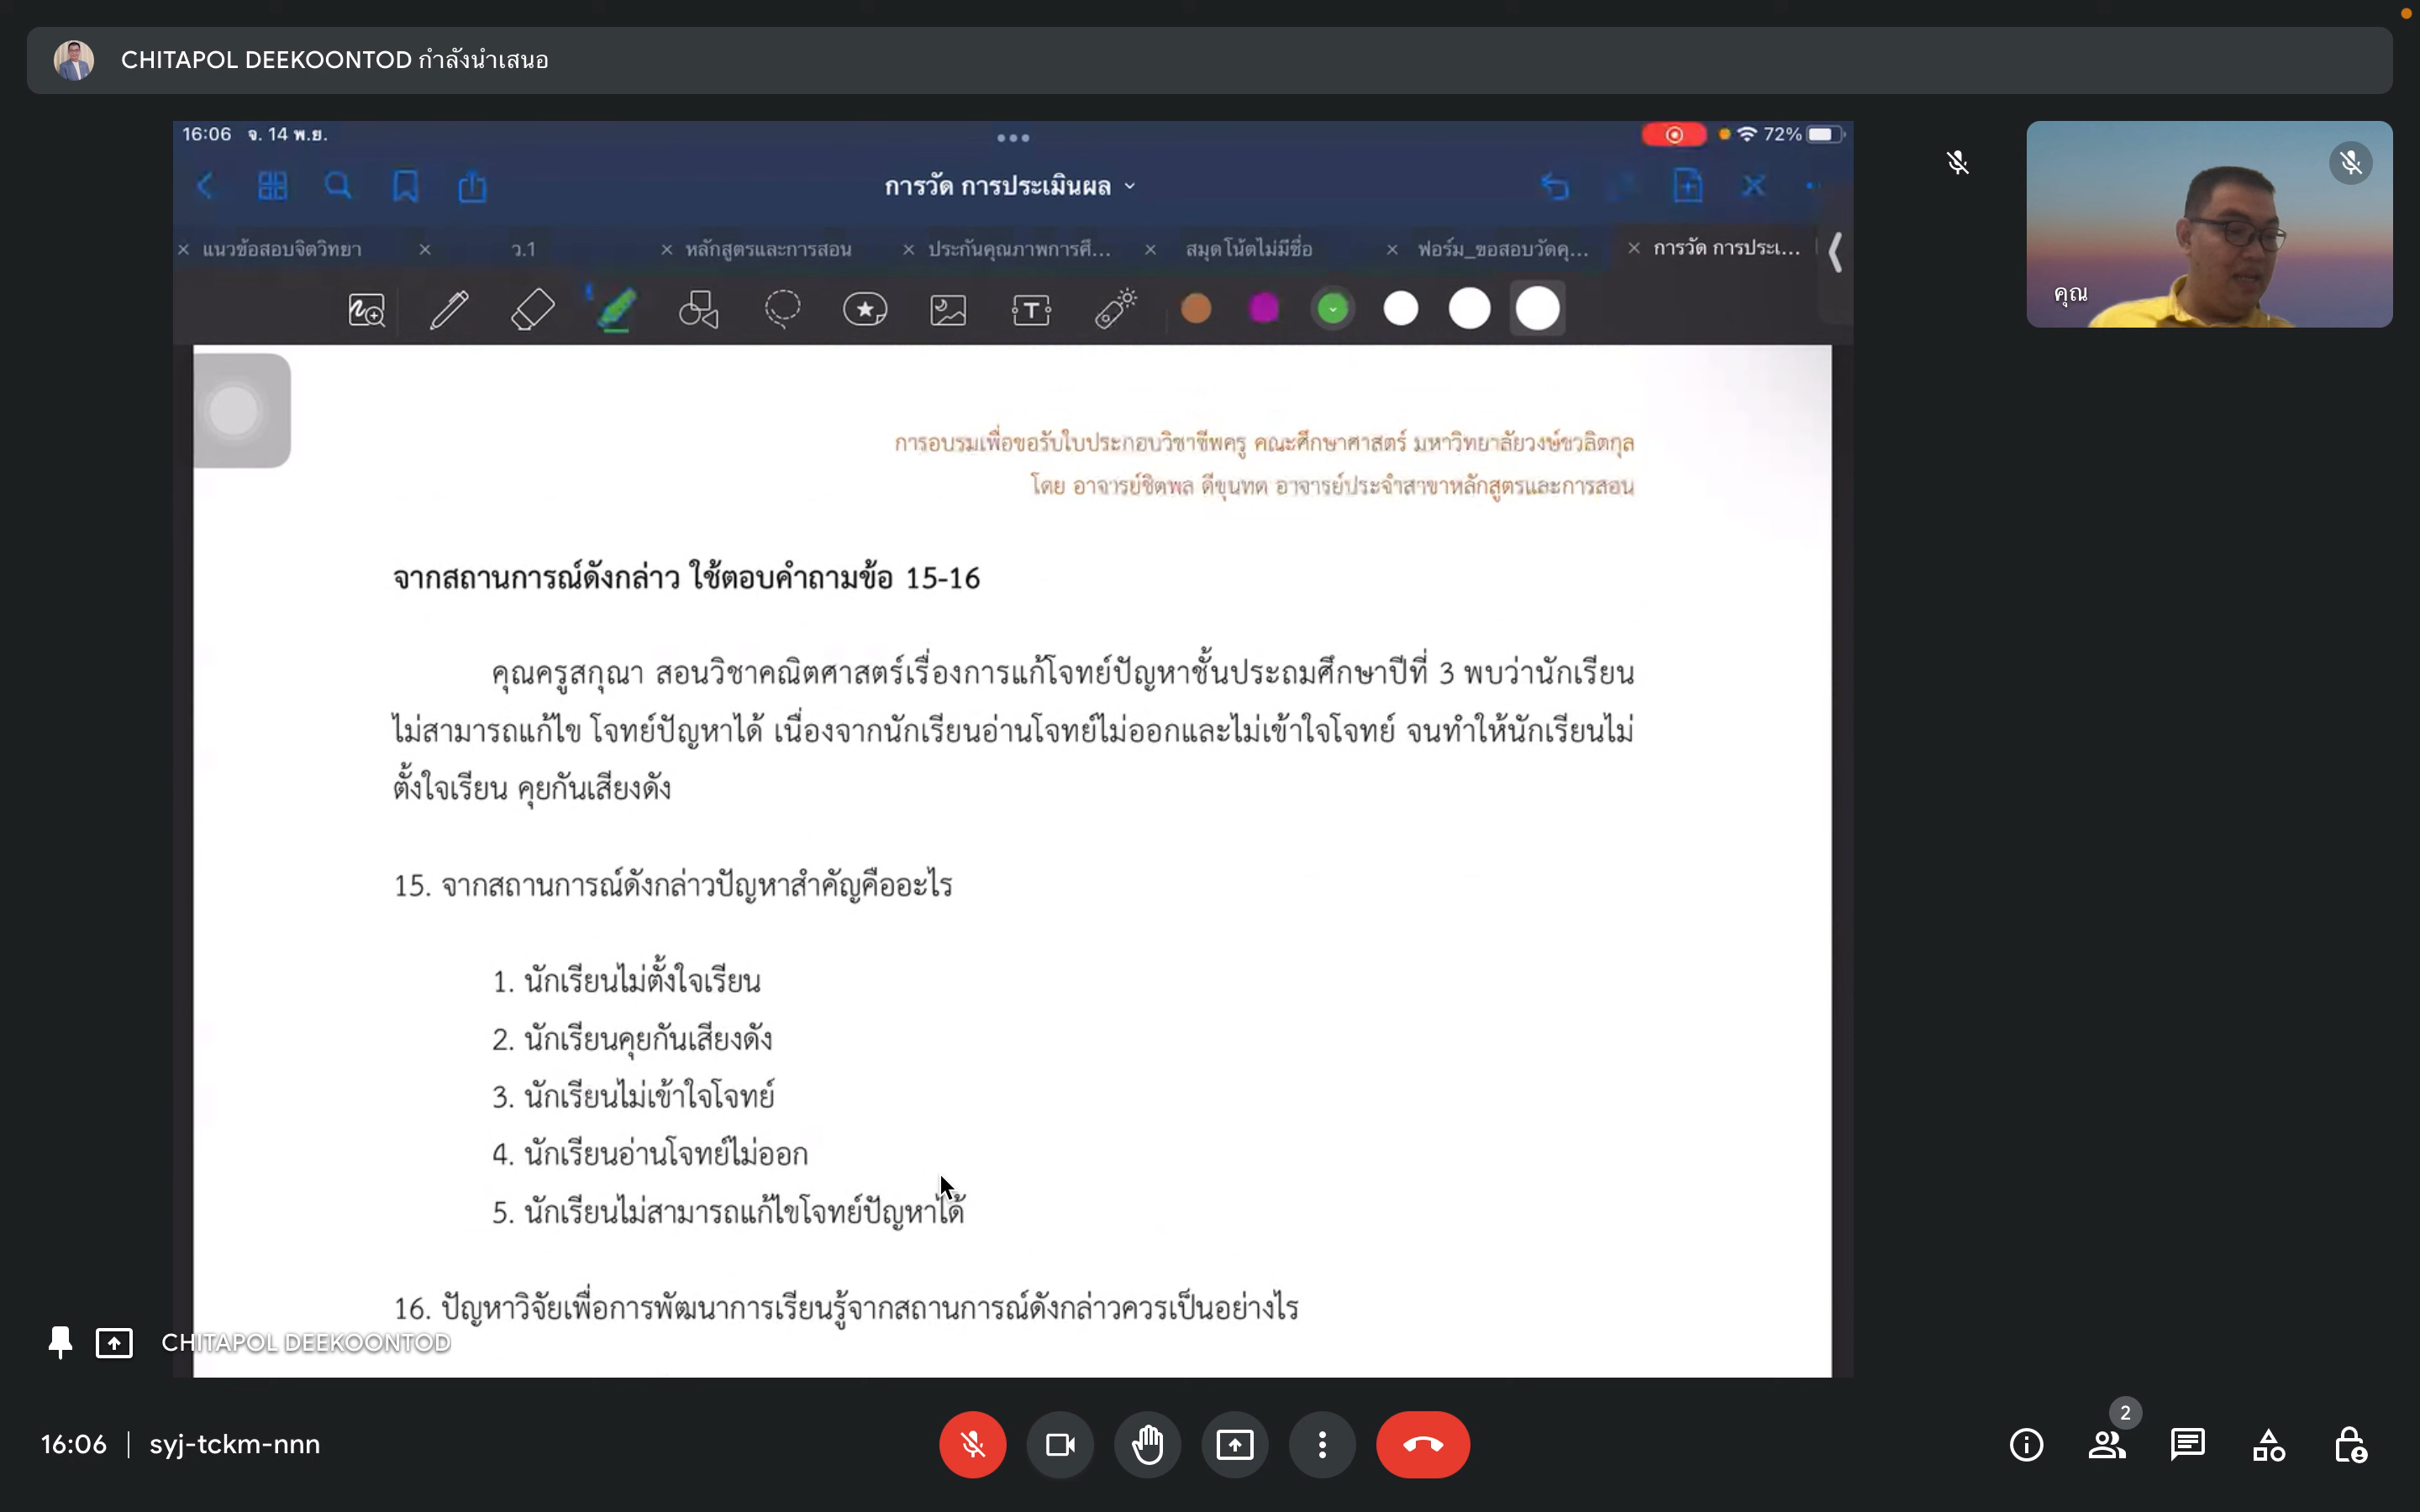 CHITAPOL DEEKOONTOD กำลังนำเสนอ
16:06 จ. 14 พ.ย.
72%
การวัด การประเมินผล
แนวข้อสอบจิตวิทยา
ว.1
หลักสูตรและการสอน
ประกันคุณภาพการศึ...
สมุดโน้ตไม่มีชื่อ
ฟอร์ม_ขอสอบวัดคุ...
การวัด การประเ...
คุณ
การอบรมเพื่อขอรับใบประกอบวิชาชีพครู คณะศึกษาศาสตร์ มหาวิทยาลัยวงษ์ชวลิตกุล
โดย อาจารย์ชิตพล ดีขุนทด อาจารย์ประจำสาขาหลักสูตรและการสอน
จากสถานการณ์ดังกล่าว ใช้ตอบคำถามข้อ 15-16
คุณครูสกุณา สอนวิชาคณิตศาสตร์เรื่องการแก้โจทย์ปัญหาชั้นประถมศึกษาปีที่ 3 พบว่านักเรียน
ไม่สามารถแก้ไข โจทย์ปัญหาได้ เนื่องจากนักเรียนอ่านโจทย์ไม่ออกและไม่เข้าใจโจทย์ จนทำให้นักเรียนไม่
ตั้งใจเรียน คุยกันเสียงดัง
15. จากสถานการณ์ดังกล่าวปัญหาสำคัญคืออะไร
1. นักเรียนไม่ตั้งใจเรียน
2. นักเรียนคุยกันเสียงดัง
3. นักเรียนไม่เข้าใจโจทย์
4. นักเรียนอ่านโจทย์ไม่ออก
5. นักเรียนไม่สามารถแก้ไขโจทย์ปัญหาได้
16. ปัญหาวิจัยเพื่อการพัฒนาการเรียนรู้จากสถานการณ์ดังกล่าวควรเป็นอย่างไร
CHITAPOL DEEKOONTOD
16:06 | syj-tckm-nnn
2